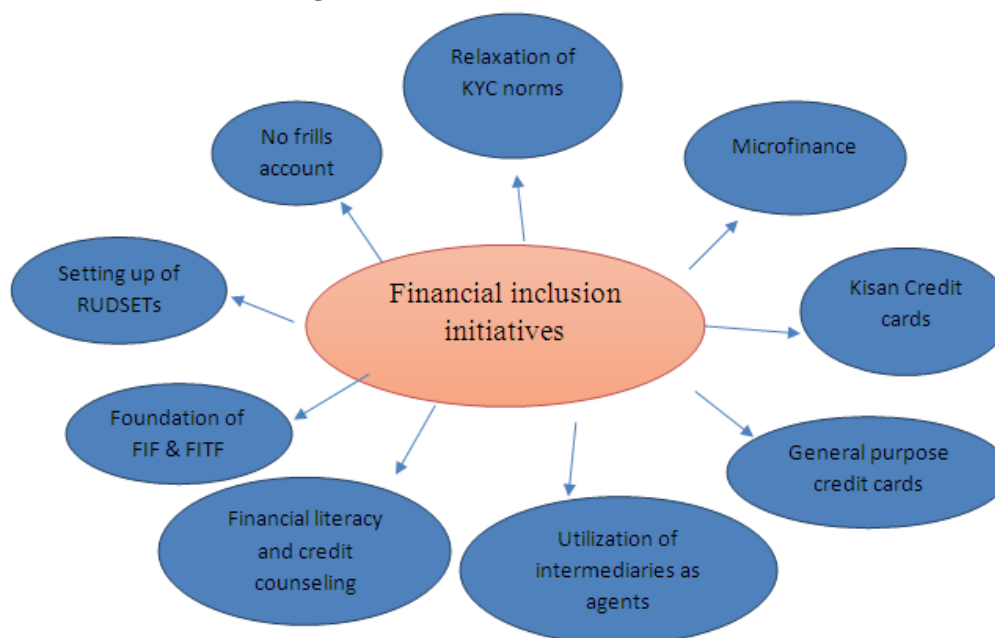 Relaxation of
KYC norms
No frills
account
Microfinance
Setting up of
RUDSETs
Financial inclusion
initiatives
Kisan Credit
cards
Foundation of
FIF & FITF
General purpose
credit cards
Financial literacy
and credit
counseling
Utilization of
intermediaries as
agents